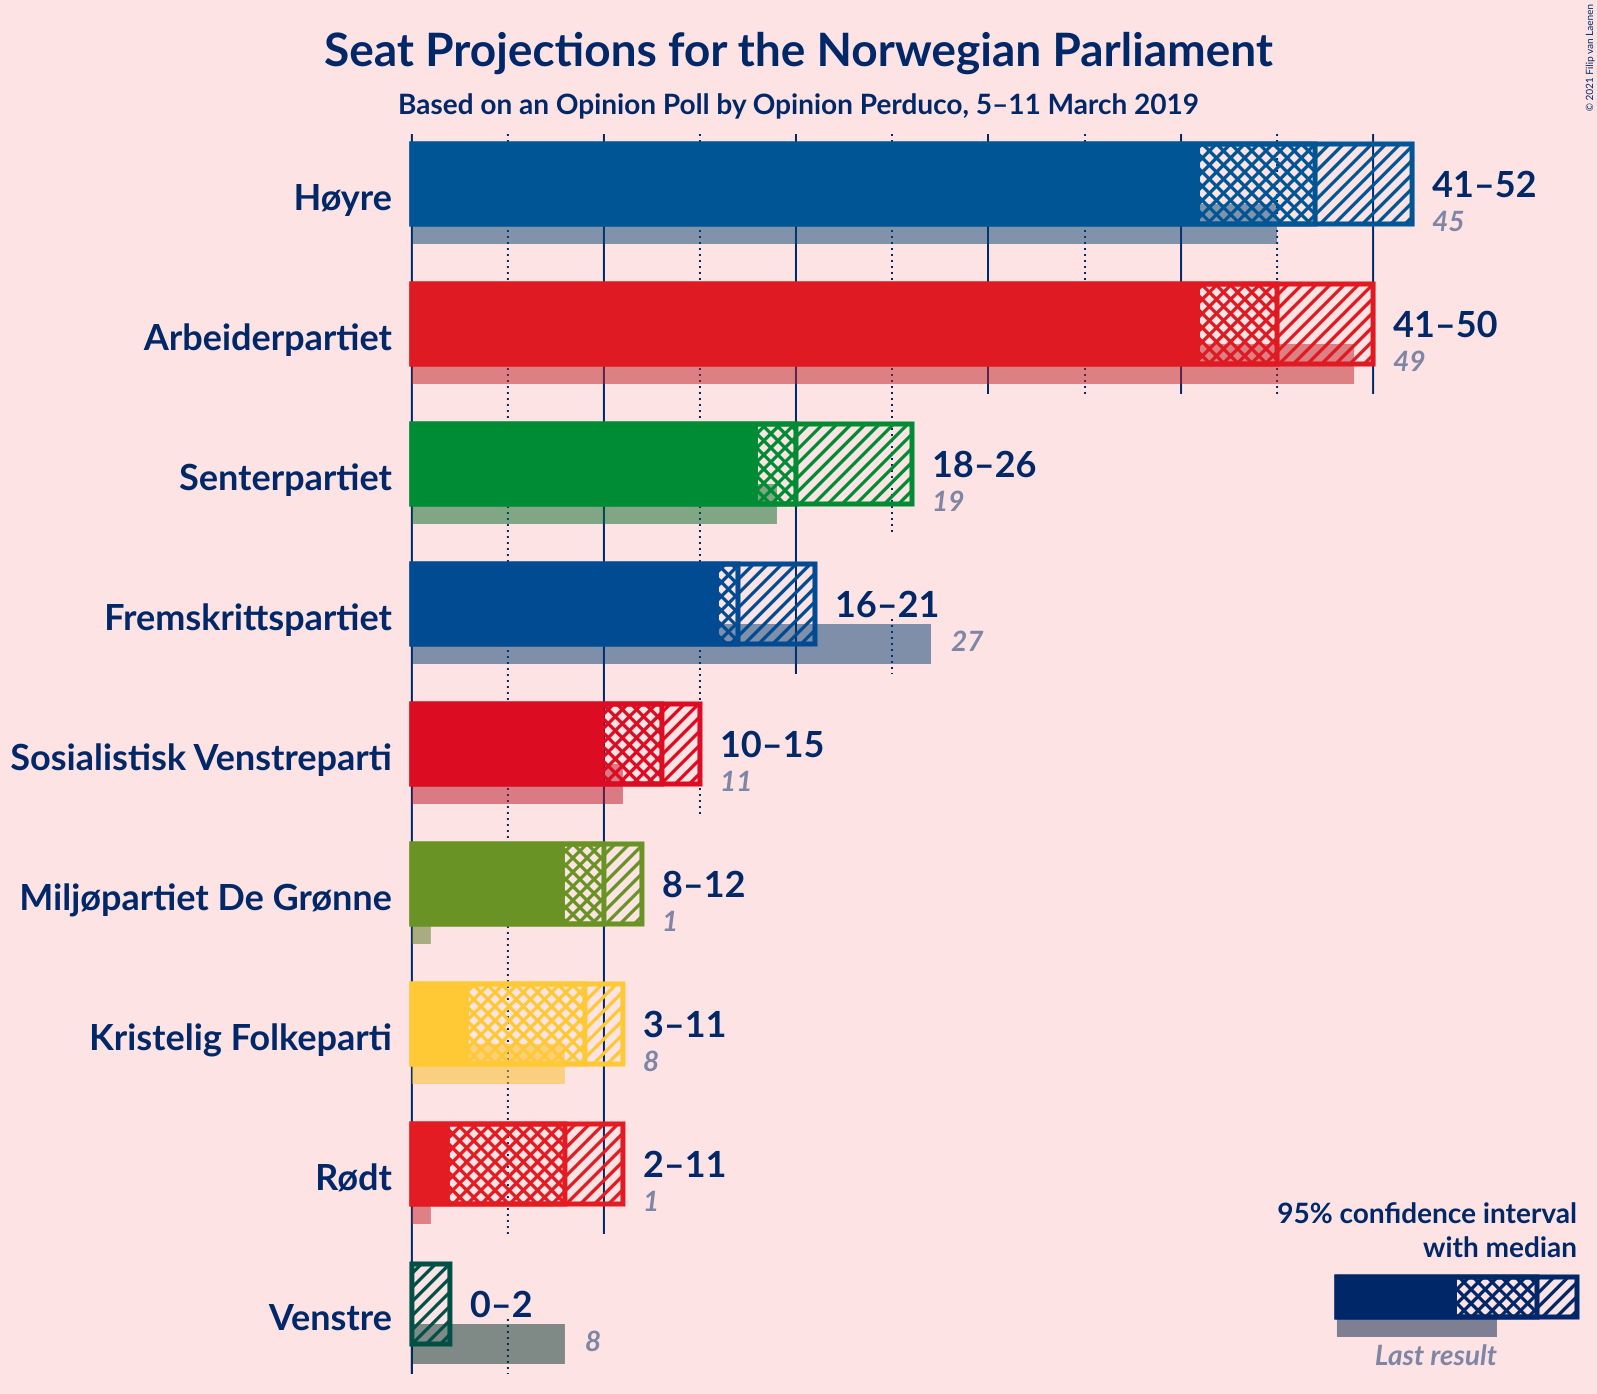 Seat Projections for the Norwegian Parliament
Based on an Opinion Poll by Opinion Perduco, 5–11 March 2019
© 2021 Filip van Laenen
Høyre
41–52
45
Arbeiderpartiet
41–50
49
Senterpartiet
18–26
19
Fremskrittspartiet
16–21
27
Sosialistisk Venstreparti
10–15
11
Miljøpartiet De Grønne
8–12
1
Kristelig Folkeparti
3–11
8
Rødt
2–11
1
Venstre
0–2
8
95% confidence interval
with median
Last result